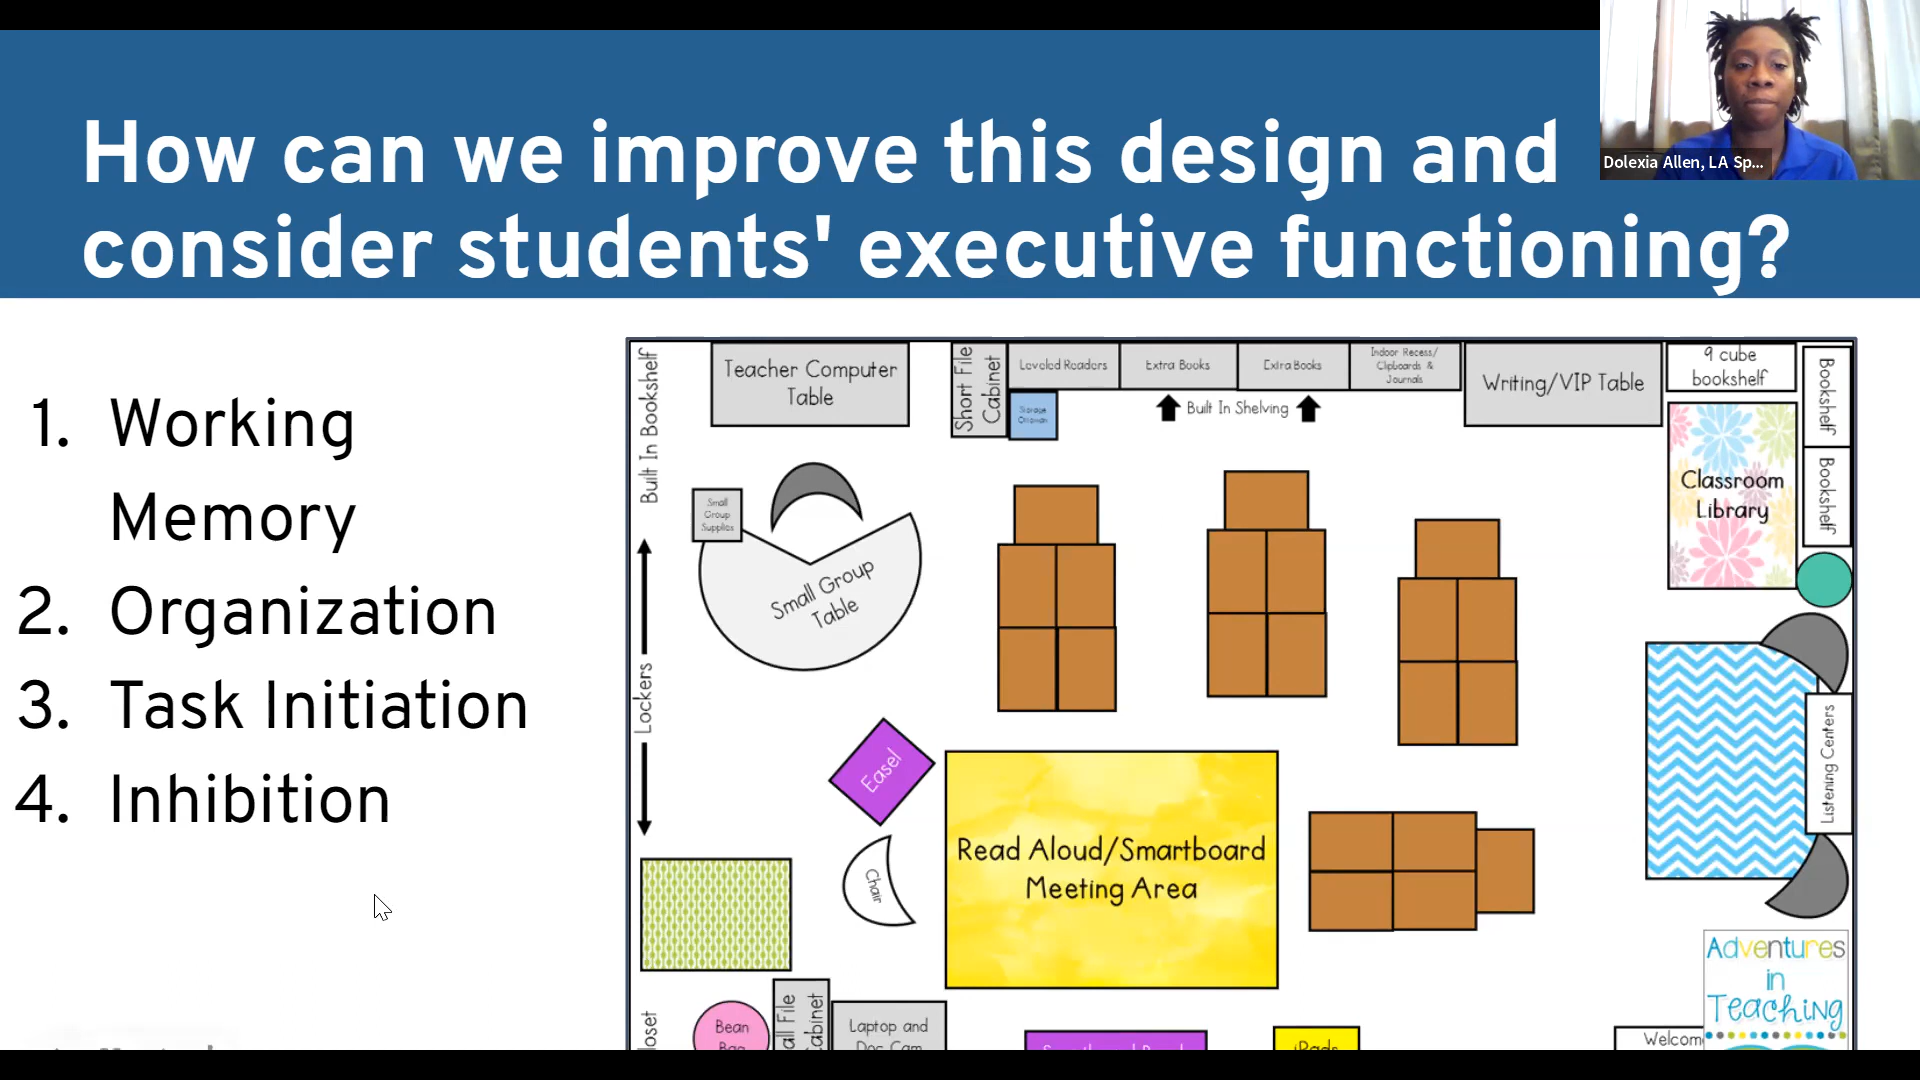 How can we improve this design and
consider students' executive functioning?
Dolexia Allen, LA Sp...
1. Working
Memory
2. Organization
3. Task Initiation
4. Inhibition
Built In Bookshelf
Teacher Computer
Table
Short File
Cabinet
Leveled Readers
Extra Books
Extra Books
Indoor Recess/
Clipboards &
Journals
Writing/VIP Table
9 cube
bookshelf
Bookshelf
Bookshelf
Storage
Ottoman
Built In Shelving
Classroom
Library
Small
Group
Supplies
Small Group
Table
Lockers
Easel
Chair
Read Aloud/Smartboard
Meeting Area
Listening Centers
Adventures
in
Teaching
Bean
Laptop and
iPads